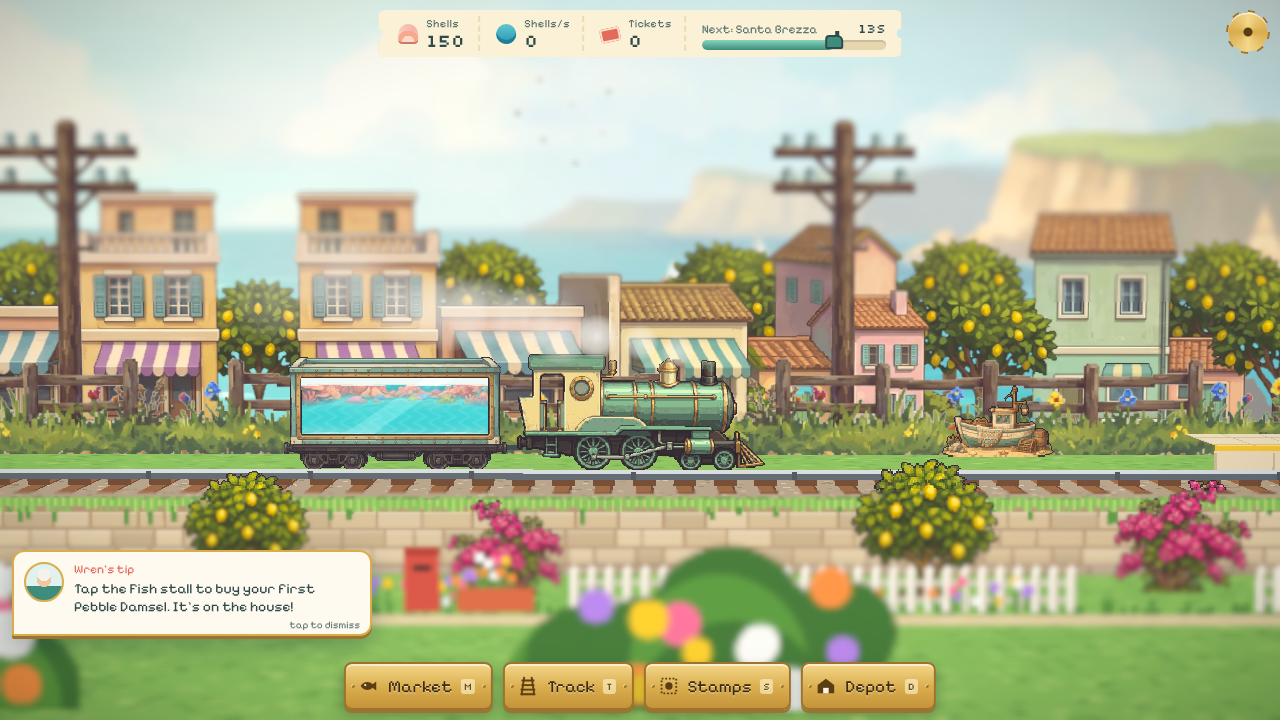 Shells
150
Shells/s
0
Tickets
0
Next: Santa Brezza
13s
Wren's tip
Tap the Fish stall to buy your first
Pebble Damsel. It's on the house!
tap to dismiss
Market M
Track T
Stamps S
Depot D